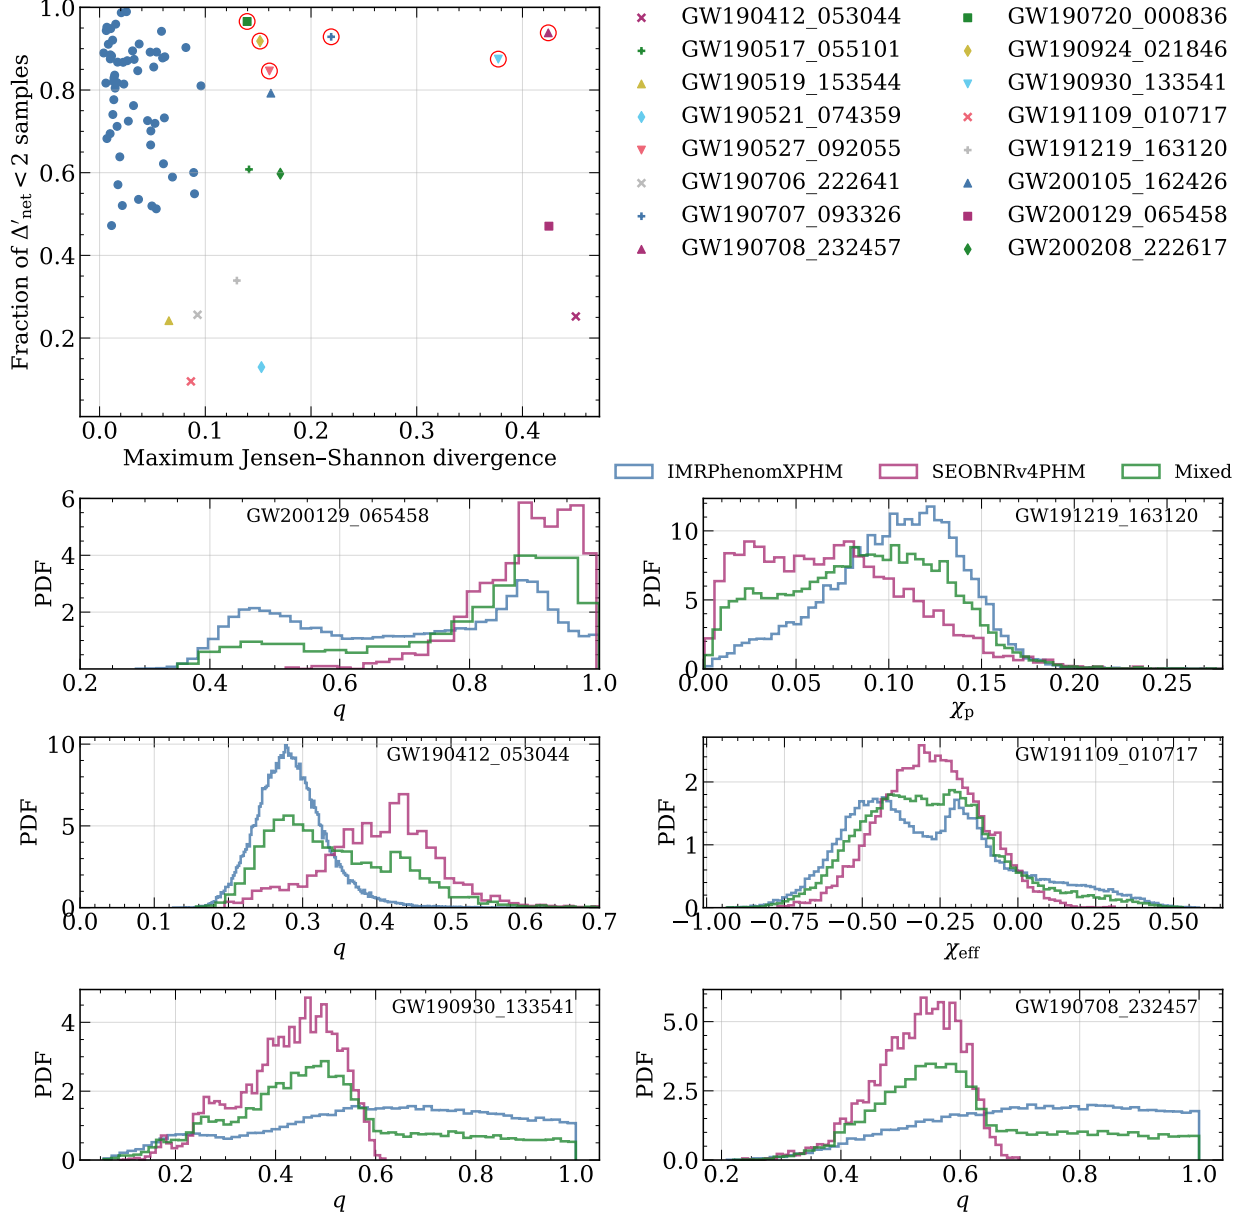 1.0
0.8
0.6
0.4
0.2
Fraction of Δ′net < 2 samples
0.0 0.1 0.2 0.3 0.4
Maximum Jensen–Shannon divergence
GW190412_053044
GW190517_055101
GW190519_153544
GW190521_074359
GW190527_092055
GW190706_222641
GW190707_093326
GW190708_232457
GW190720_000836
GW190924_021846
GW190930_133541
GW191109_010717
GW191219_163120
GW200105_162426
GW200129_065458
GW200208_222617
IMRPhenomXPHM SEOBNRv4PHM Mixed
GW200129_065458
6
4
2
PDF
0.2 0.4 0.6 0.8 1.0
q
GW191219_163120
10
5
0
PDF
0.00 0.05 0.10 0.15 0.20 0.25
χp
GW190412_053044
10
5
0
PDF
0.0 0.1 0.2 0.3 0.4 0.5 0.6 0.7
q
GW191109_010717
2
1
0
PDF
−1.00 −0.75 −0.50 −0.25 0.00 0.25 0.50
χeff
GW190930_133541
4
2
0
PDF
0.2 0.4 0.6 0.8 1.0
q
GW190708_232457
5.0
2.5
0.0
PDF
0.2 0.4 0.6 0.8 1.0
q